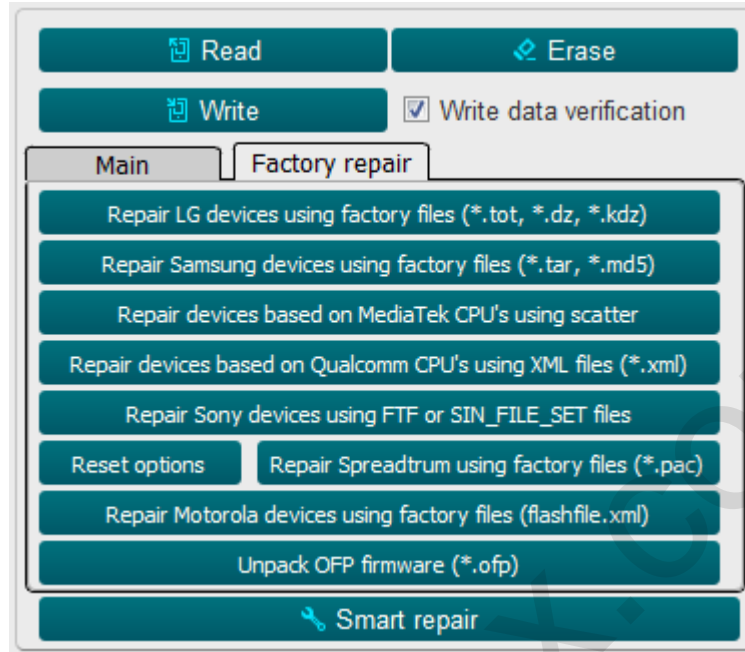 Read
Erase
Write
Write data verification
Main
Factory repair
Repair LG devices using factory files (*.tot, *.dz, *.kdz)
Repair Samsung devices using factory files (*.tar, *.md5)
Repair devices based on MediaTek CPU's using scatter
Repair devices based on Qualcomm CPU's using XML files (*.xml)
Repair Sony devices using FTF or SIN_FILE_SET files
Reset options
Repair Spreadtrum using factory files (*.pac)
Repair Motorola devices using factory files (flashfile.xml)
Unpack OFP firmware (*.ofp)
Smart repair